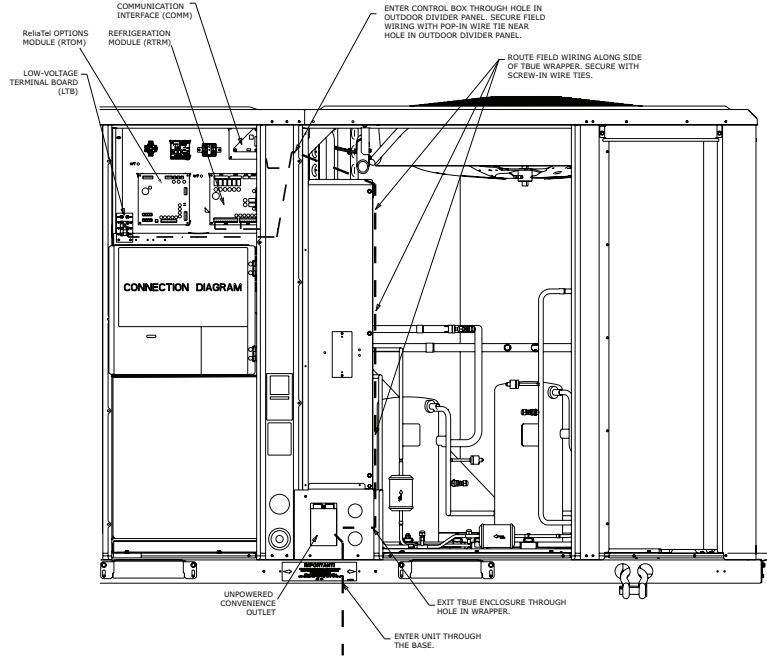 COMMUNICATION
INTERFACE (COMM)
ENTER CONTROL BOX THROUGH HOLE IN
OUTDOOR DIVIDER PANEL. SECURE FIELD
WIRING WITH POP-IN WIRE TIE NEAR
HOLE IN OUTDOOR DIVIDER PANEL.
ReliaTel OPTIONS
MODULE (RTOM)
REFRIGERATION
MODULE (RTRM)
ROUTE FIELD WIRING ALONG SIDE
OF TBUE WRAPPER. SECURE WITH
SCREW-IN WIRE TIES.
LOW-VOLTAGE
TERMINAL BOARD
(LTB)
CONNECTION DIAGRAM
IMPORTANT!
UNPOWERED
CONVENIENCE
OUTLET
EXIT TBUE ENCLOSURE THROUGH
HOLE IN WRAPPER.
ENTER UNIT THROUGH
THE BASE.